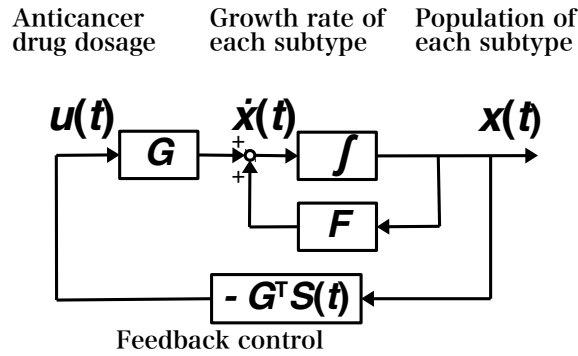 Anticancer
drug dosage
Growth rate of
each subtype
Population of
each subtype
u(t)
G
+
+
ẋ(t)
∫
x(t)
F
- GᵀS(t)
Feedback control